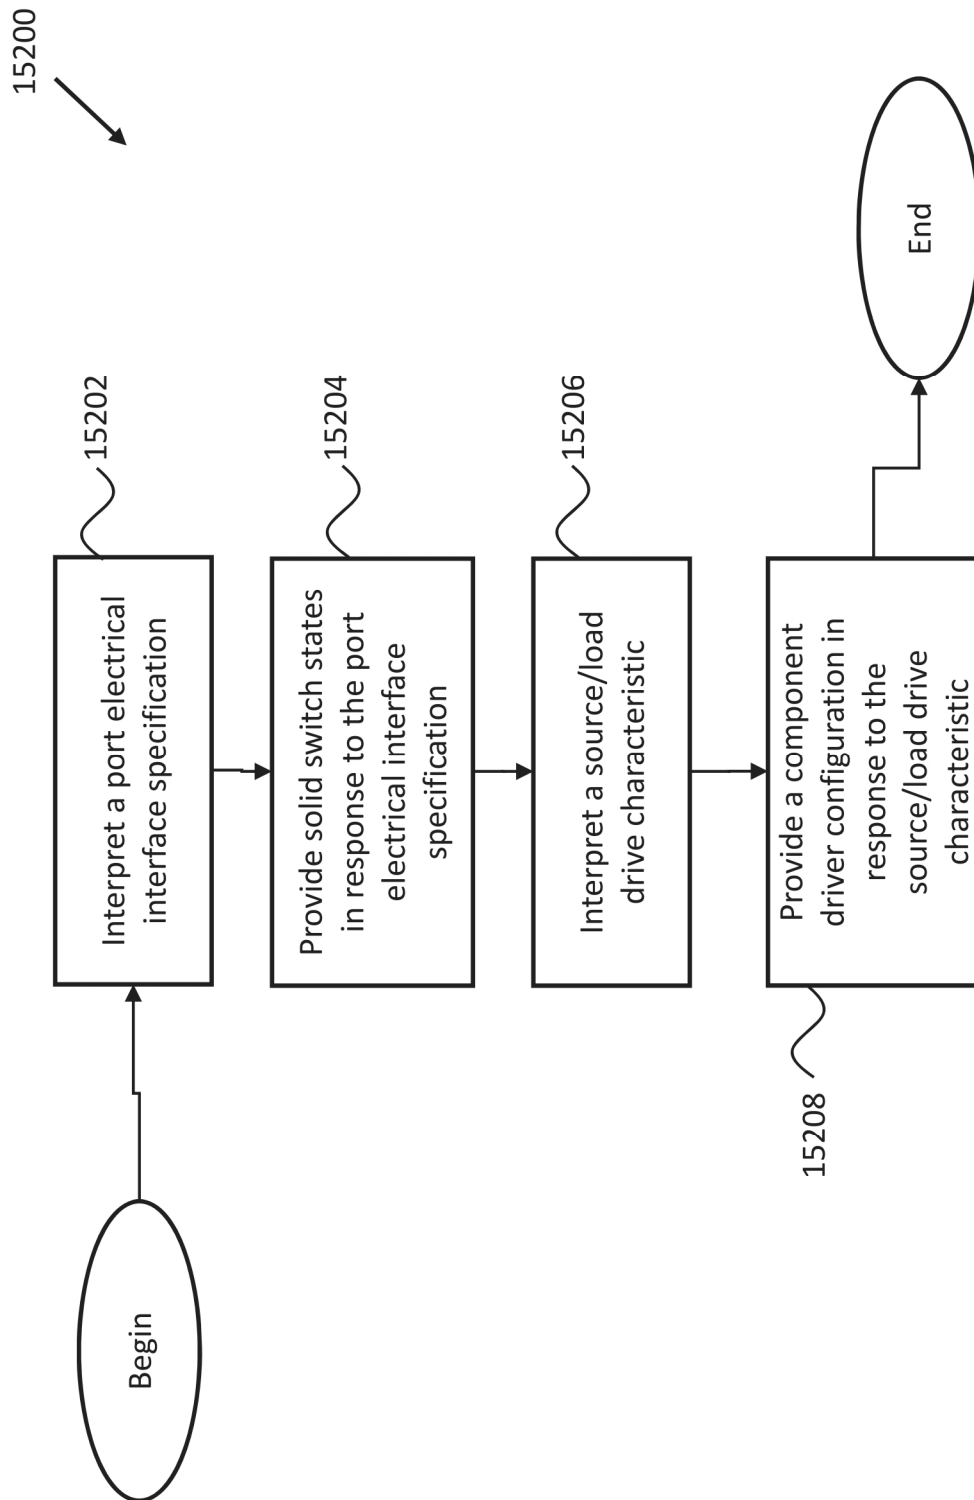 15200
Begin
Interpret a port electrical
interface specification
15202
Provide solid switch states
in response to the port
electrical interface
specification
15204
Interpret a source/load
drive characteristic
15206
Provide a component
driver configuration in
response to the
source/load drive
characteristic
15208
End